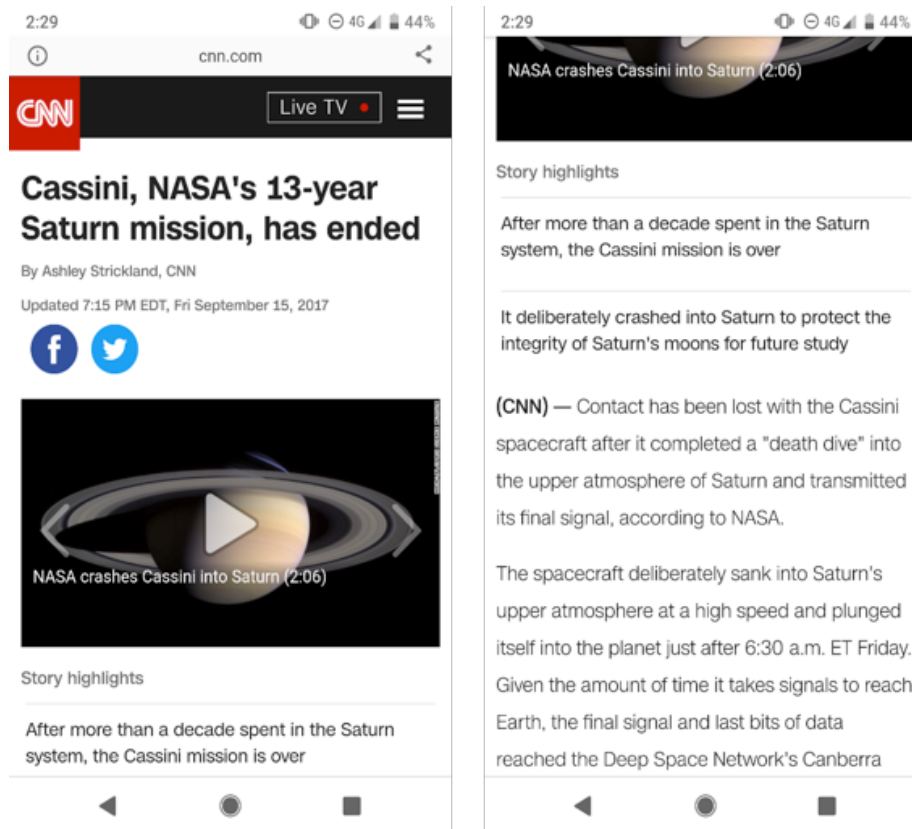 2:29 4G 44%
cnn.com
CNN Live TV
Cassini, NASA's 13-year
Saturn mission, has ended
By Ashley Strickland, CNN
Updated 7:15 PM EDT, Fri September 15, 2017
NASA crashes Cassini into Saturn (2:06)
Story highlights
After more than a decade spent in the Saturn
system, the Cassini mission is over
2:29 4G 44%
NASA crashes Cassini into Saturn (2:06)
Story highlights
After more than a decade spent in the Saturn
system, the Cassini mission is over
It deliberately crashed into Saturn to protect the
integrity of Saturn's moons for future study
(CNN) — Contact has been lost with the Cassini
spacecraft after it completed a "death dive" into
the upper atmosphere of Saturn and transmitted
its final signal, according to NASA.
The spacecraft deliberately sank into Saturn's
upper atmosphere at a high speed and plunged
itself into the planet just after 6:30 a.m. ET Friday.
Given the amount of time it takes signals to reach
Earth, the final signal and last bits of data
reached the Deep Space Network's Canberra